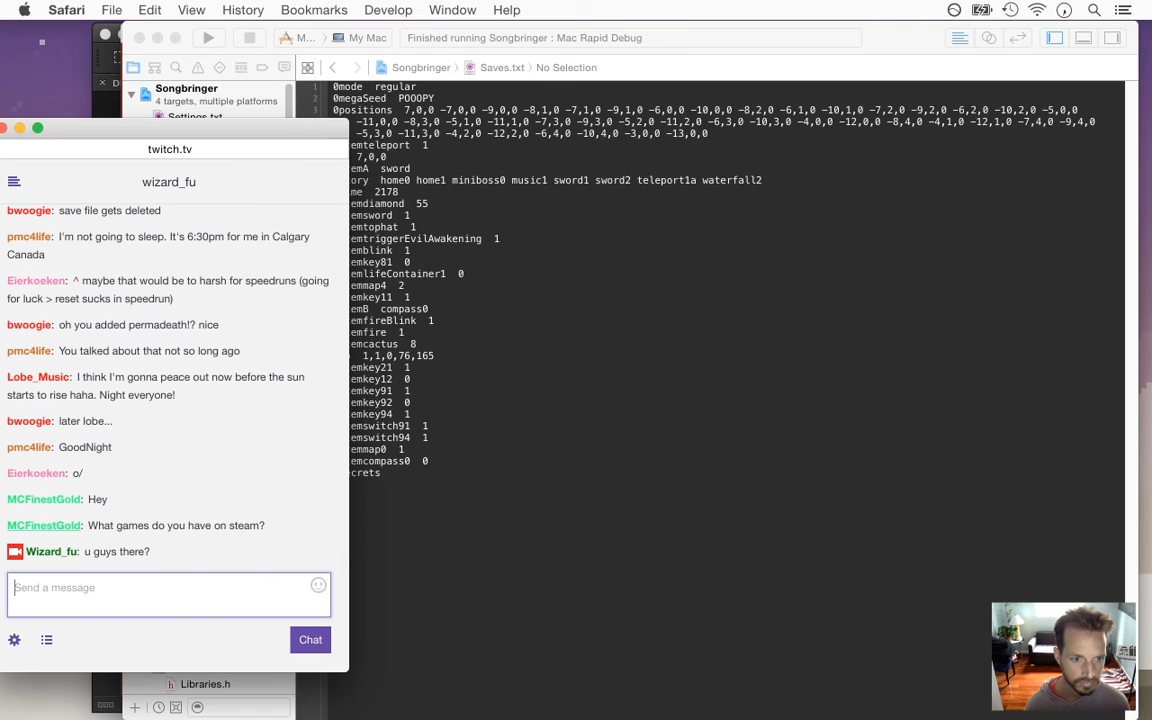 Safari File Edit View History Bookmarks Develop Window Help
M... My Mac Finished running Songbringer : Mac Rapid Debug
Songbringer Saves.txt No Selection
Songbringer
4 targets, multiple platforms
Settings.txt
twitch.tv
wizard_fu
bwoogie: save file gets deleted
pmc4life: I'm not going to sleep. It's 6:30pm for me in Calgary
Canada
Eierkoeken: ^ maybe that would be to harsh for speedruns (going
for luck > reset sucks in speedrun)
bwoogie: oh you added permadeath!? nice
pmc4life: You talked about that not so long ago
Lobe_Music: I think I'm gonna peace out now before the sun
starts to rise haha. Night everyone!
bwoogie: later lobe...
pmc4life: GoodNight
Eierkoeken: o/
MCFinestGold: Hey
MCFinestGold: What games do you have on steam?
Wizard_fu: u guys there?
Send a message
Chat
Libraries.h
1 0mode regular
2 0megaSeed POOOPY
3 0positions 7,0,0 -7,0,0 -9,0,0 -8,1,0 -7,1,0 -9,1,0 -6,0,0 -10,0,0 -8,2,0 -6,1,0 -10,1,0 -7,2,0 -9,2,0 -6,2,0 -10,2,0 -5,0,0
-11,0,0 -8,3,0 -5,1,0 -11,1,0 -7,3,0 -9,3,0 -5,2,0 -11,2,0 -6,3,0 -10,3,0 -4,0,0 -12,0,0 -8,4,0 -4,1,0 -12,1,0 -7,4,0 -9,4,0
-5,3,0 -11,3,0 -4,2,0 -12,2,0 -6,4,0 -10,4,0 -3,0,0 -13,0,0
emteleport 1
7,0,0
emA sword
ory home0 home1 miniboss0 music1 sword1 sword2 teleport1a waterfall2
me 2178
emdiamond 55
emsword 1
emtophat 1
emtriggerEvilAwakening 1
emblink 1
emkey81 0
emlifeContainer1 0
emmap4 2
emkey11 1
emB compass0
emfireBlink 1
emfire 1
emcactus 8
1,1,0,76,165
emkey21 1
emkey12 0
emkey91 1
emkey92 0
emkey94 1
emswitch91 1
emswitch94 1
emmap0 1
emcompass0 0
ecrets